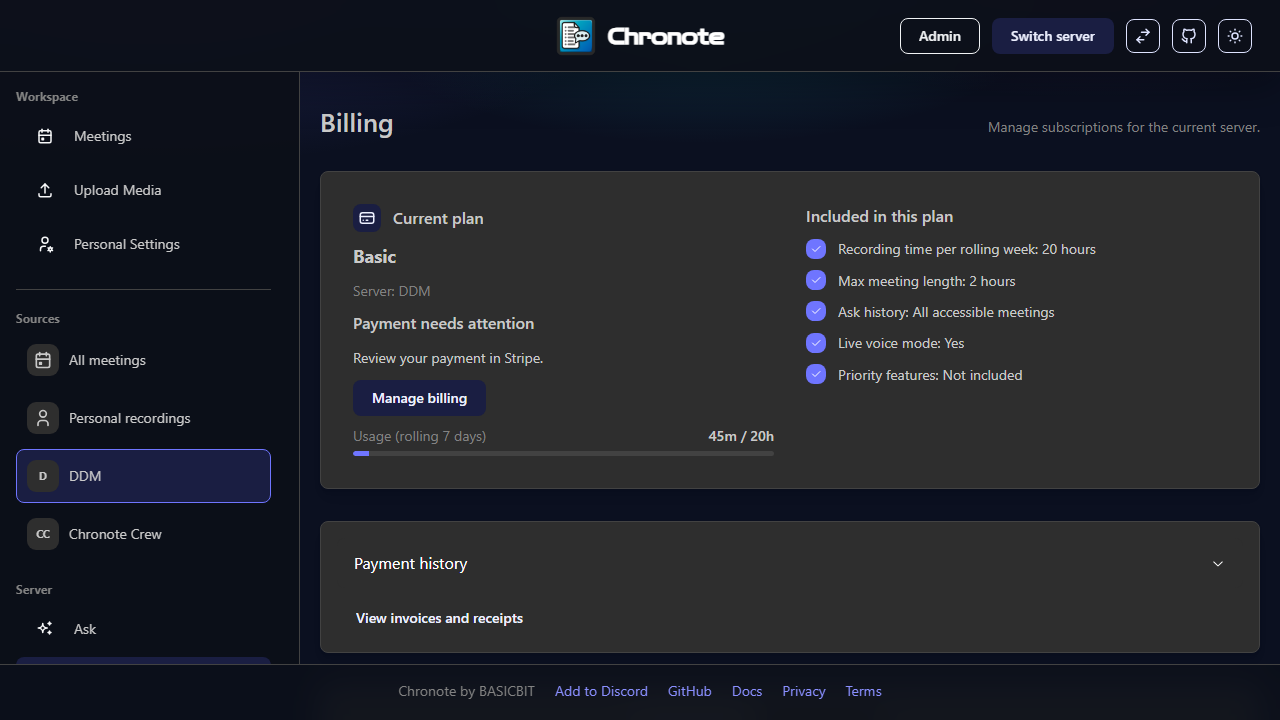 Chronote
Admin
Switch server
Workspace
Meetings
Upload Media
Personal Settings
Sources
All meetings
Personal recordings
D
DDM
CC
Chronote Crew
Server
Ask
Billing
Manage subscriptions for the current server.
Current plan
Basic
Server: DDM
Payment needs attention
Review your payment in Stripe.
Manage billing
Usage (rolling 7 days)
45m / 20h
Included in this plan
Recording time per rolling week: 20 hours
Max meeting length: 2 hours
Ask history: All accessible meetings
Live voice mode: Yes
Priority features: Not included
Payment history
View invoices and receipts
Chronote by BASICBIT
Add to Discord
GitHub
Docs
Privacy
Terms